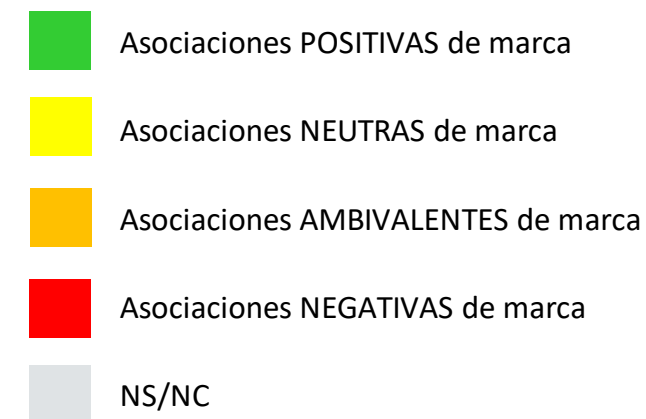 Asociaciones POSITIVAS de marca
Asociaciones NEUTRAS de marca
Asociaciones AMBIVALENTES de marca
Asociaciones NEGATIVAS de marca
NS/NC